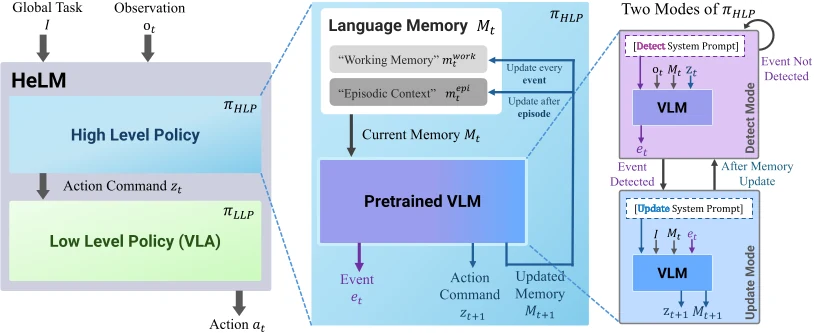 Global Task
I
Observation
o_t
HeLM
π_HLP
High Level Policy
Action Command z_t
π_LLP
Low Level Policy (VLA)
Action a_t
π_HLP
Language Memory M_t
“Working Memory” m_t^work
“Episodic Context” m_t^epi
Update every
event
Update after
episode
Current Memory M_t
Pretrained VLM
Event
e_t
Action
Command
z_t+1
Updated
Memory
M_t+1
Two Modes of π_HLP
[Detect System Prompt]
Event Not
Detected
o_t M_t z_t
VLM
e_t
Detect Mode
Event
Detected
After Memory
Update
[Update System Prompt]
I M_t e_t
VLM
z_t+1 M_t+1
Update Mode